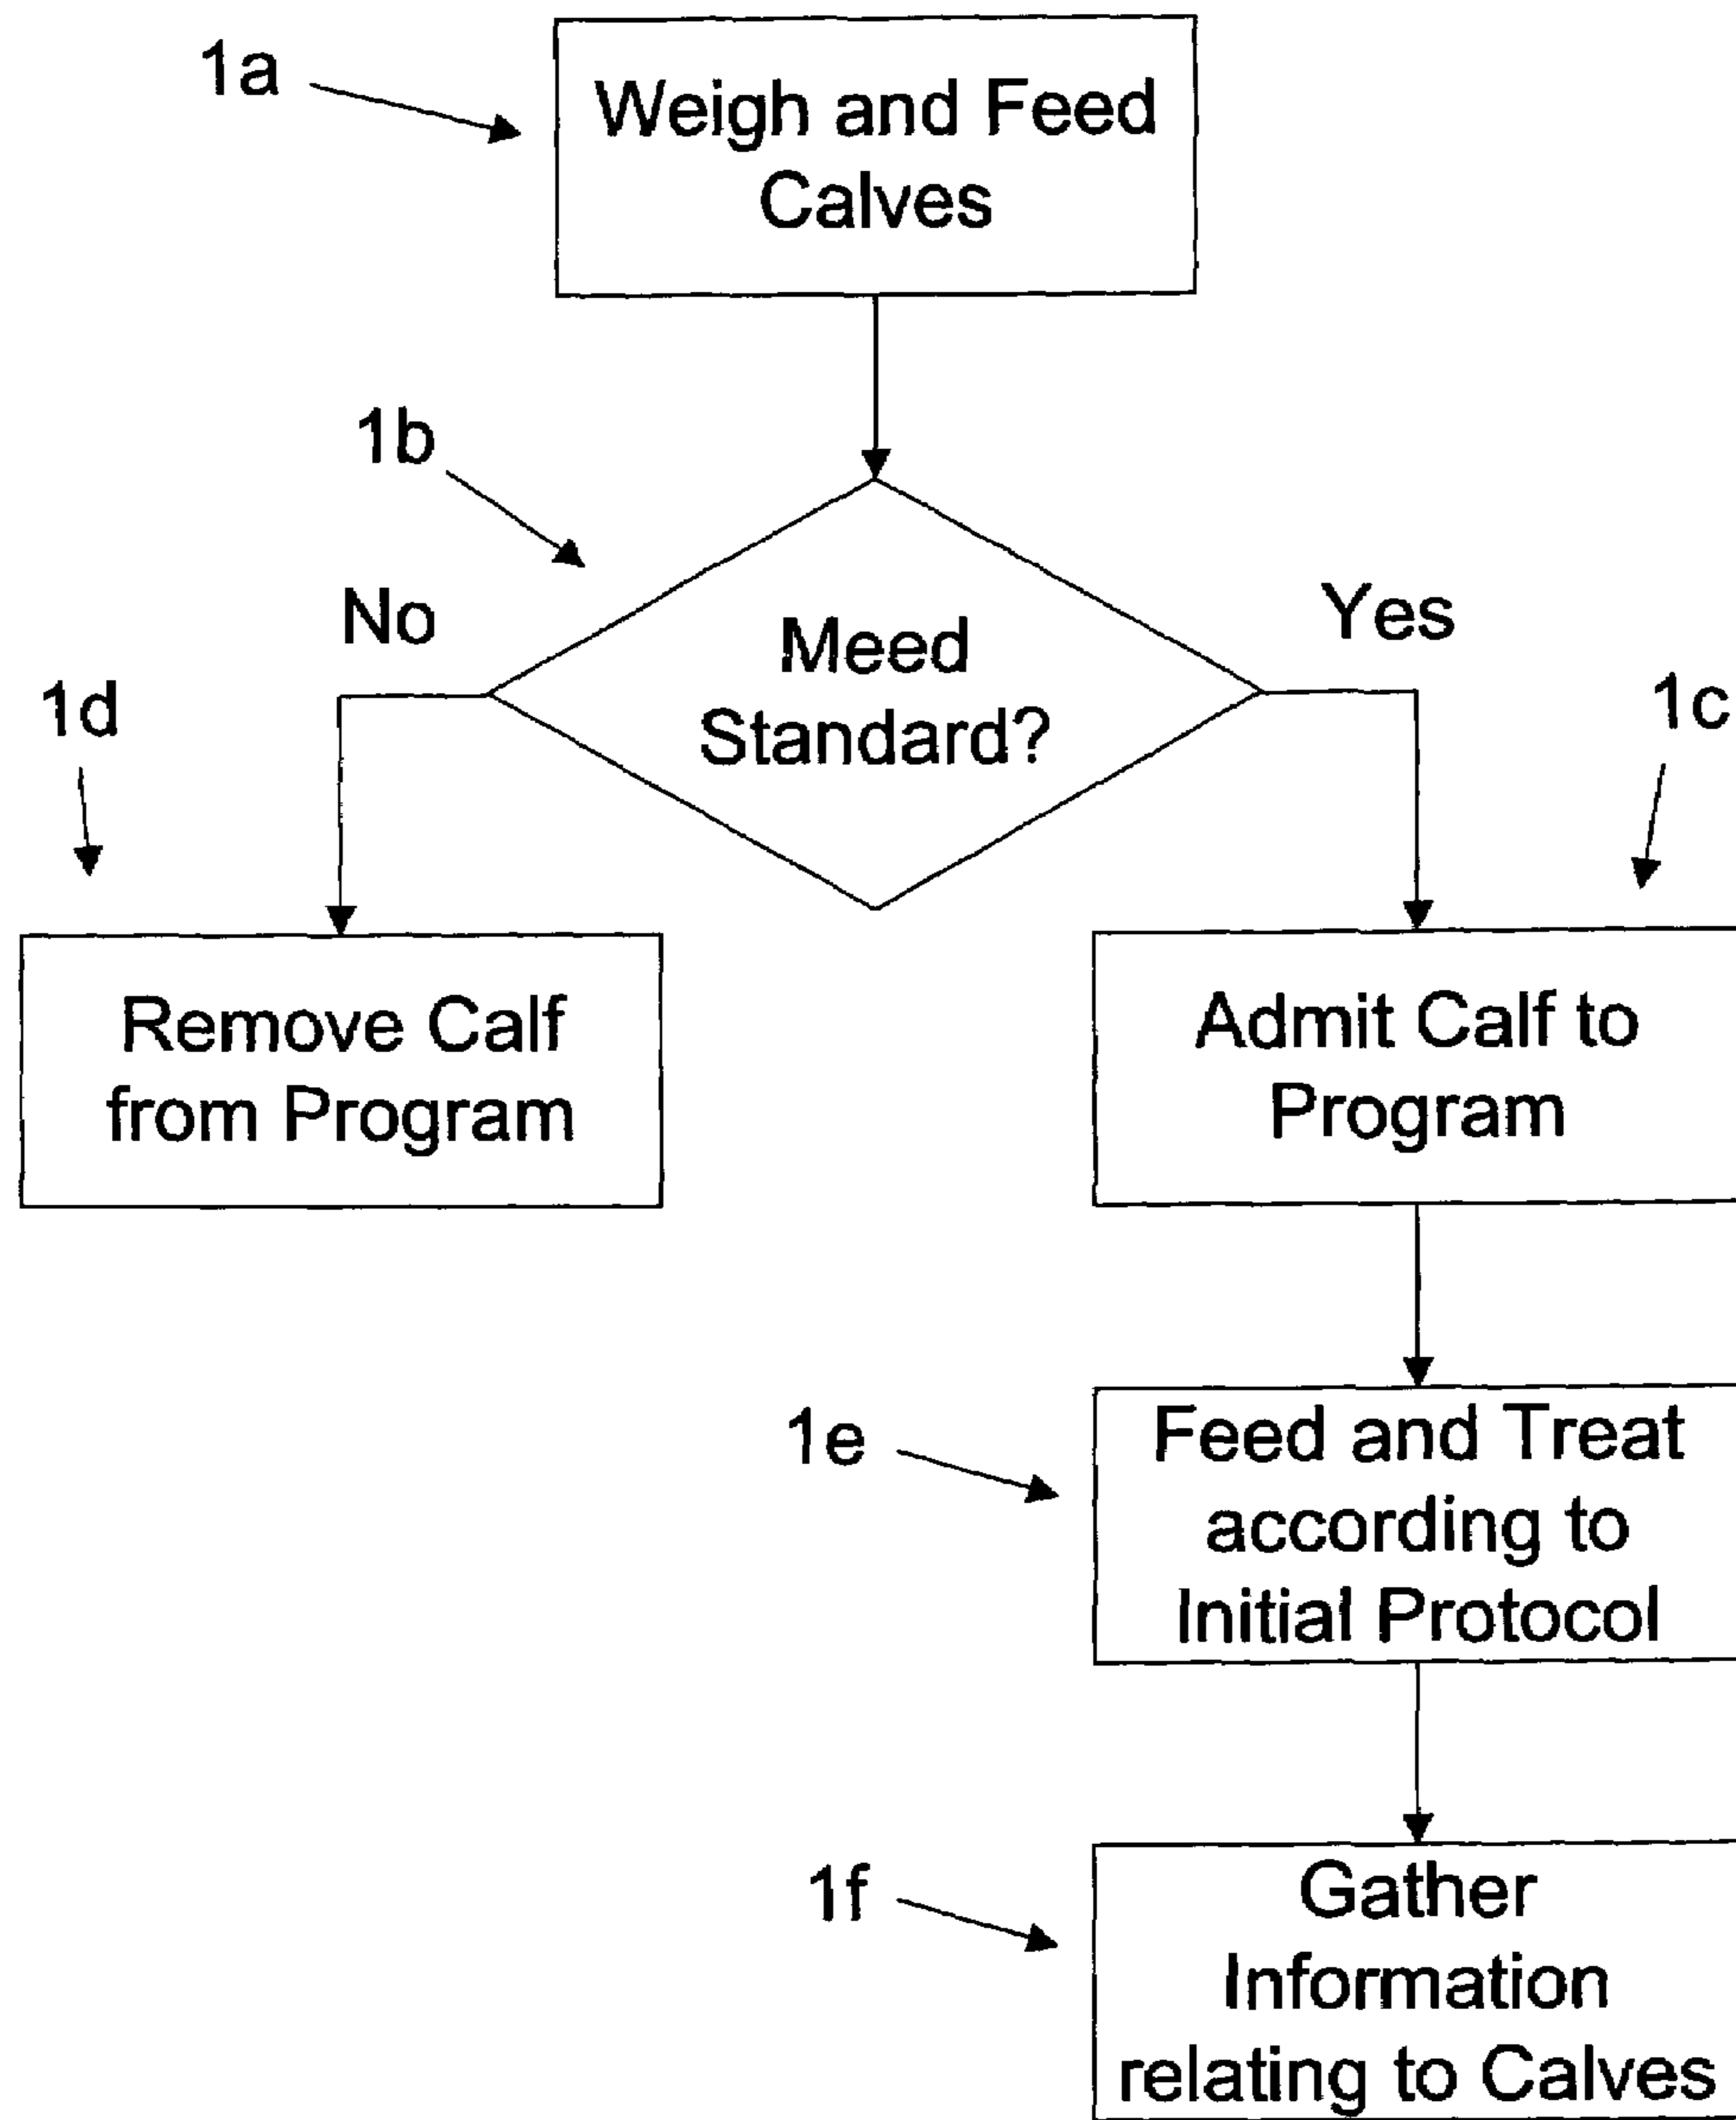 1a
Weigh and Feed
Calves
1b
No
Yes
Meed
Standard?
1d
1c
Remove Calf
from Program
Admit Calf to
Program
1e
Feed and Treat
according to
Initial Protocol
1f
Gather
Information
relating to Calves